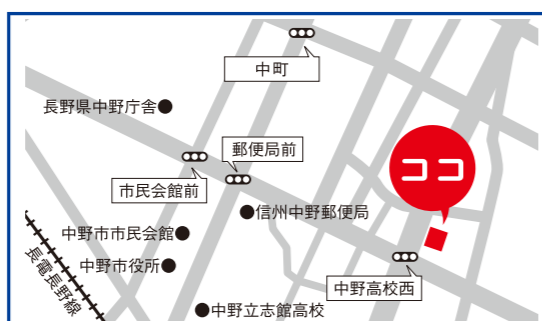 中町
長野県中野庁舎
郵便局前
市民会館前
ココ
信州中野郵便局
中野市市民会館
中野市役所
長電長野線
中野高校西
中野立志館高校